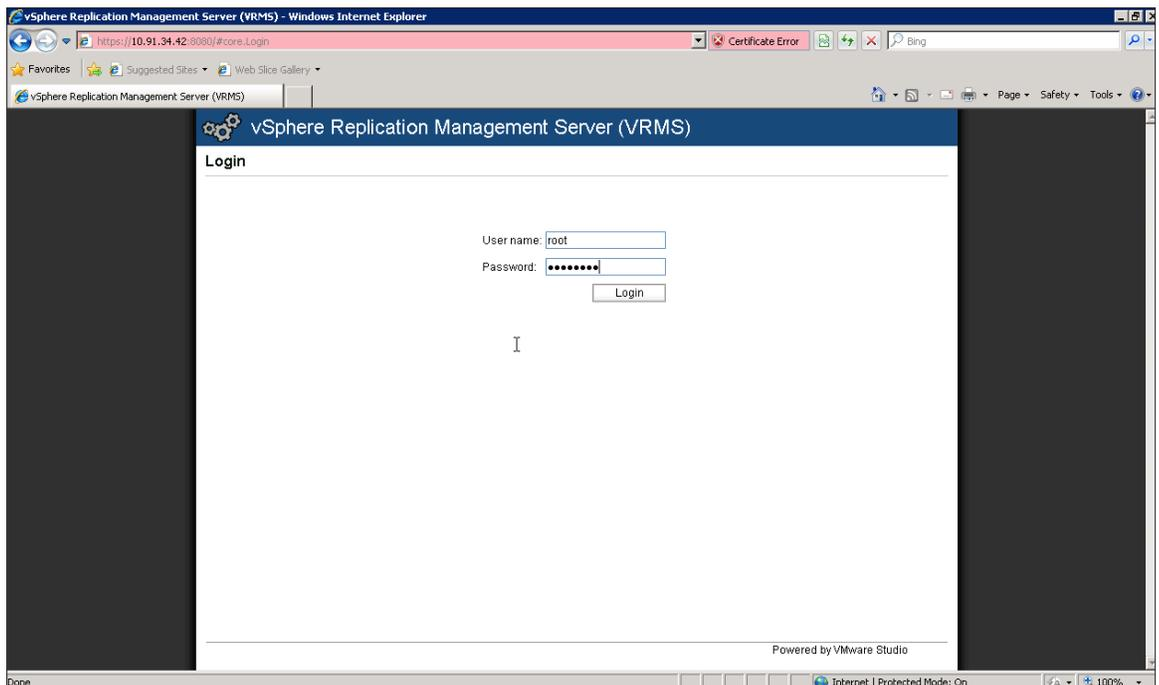 vSphere Replication Management Server (VRMS) - Windows Internet Explorer
https://10.91.34.42:8080/#core.Login
Certificate Error
Bing
Favorites
Suggested Sites
Web Slice Gallery
vSphere Replication Management Server (VRMS)
Page
Safety
Tools
vSphere Replication Management Server (VRMS)
Login
User name: root
Password: ••••••••
Login
Powered by VMware Studio
Done
Internet | Protected Mode: On
100%